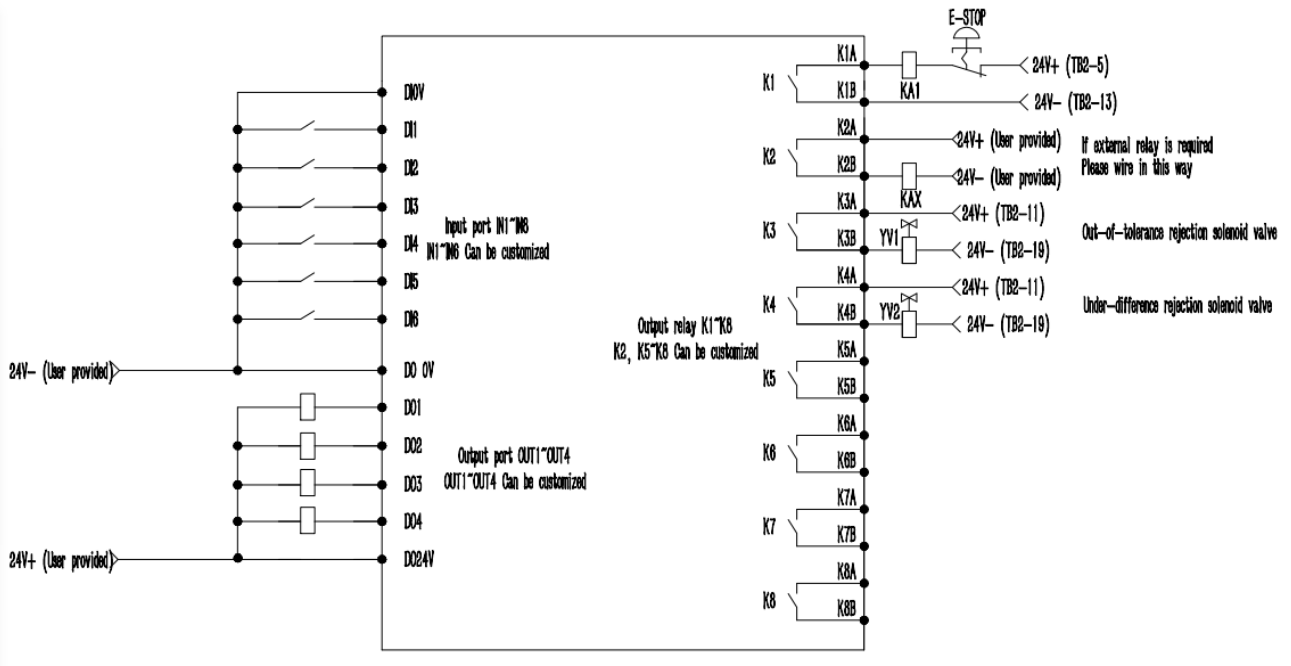 E-STOP
K1A
24V+ (TB2-5)
K1
KA1
K1B
24V- (TB2-13)
DI0V
DI1
K2A
24V+ (User provided)
If external relay is required
K2
DI2
K2B
24V- (User provided)
Please wire in this way
KAX
DI3
K3A
24V+ (TB2-11)
Input port IN1~IN8
K3
YV1
Out-of-tolerance rejection solenoid valve
DI4
IN1~IN6 Can be customized
K3B
24V- (TB2-19)
DI5
K4A
24V+ (TB2-11)
K4
YV2
Under-difference rejection solenoid valve
DI6
K4B
24V- (TB2-19)
Output relay K1~K8
K2, K5~K8 Can be customized
24V- (User provided)
DO 0V
K5A
K5
K5B
DO1
K6A
DO2
Output port OUT1~OUT4
K6
K6B
DO3
OUT1~OUT4 Can be customized
K7A
DO4
K7
K7B
24V+ (User provided)
DO24V
K8A
K8
K8B